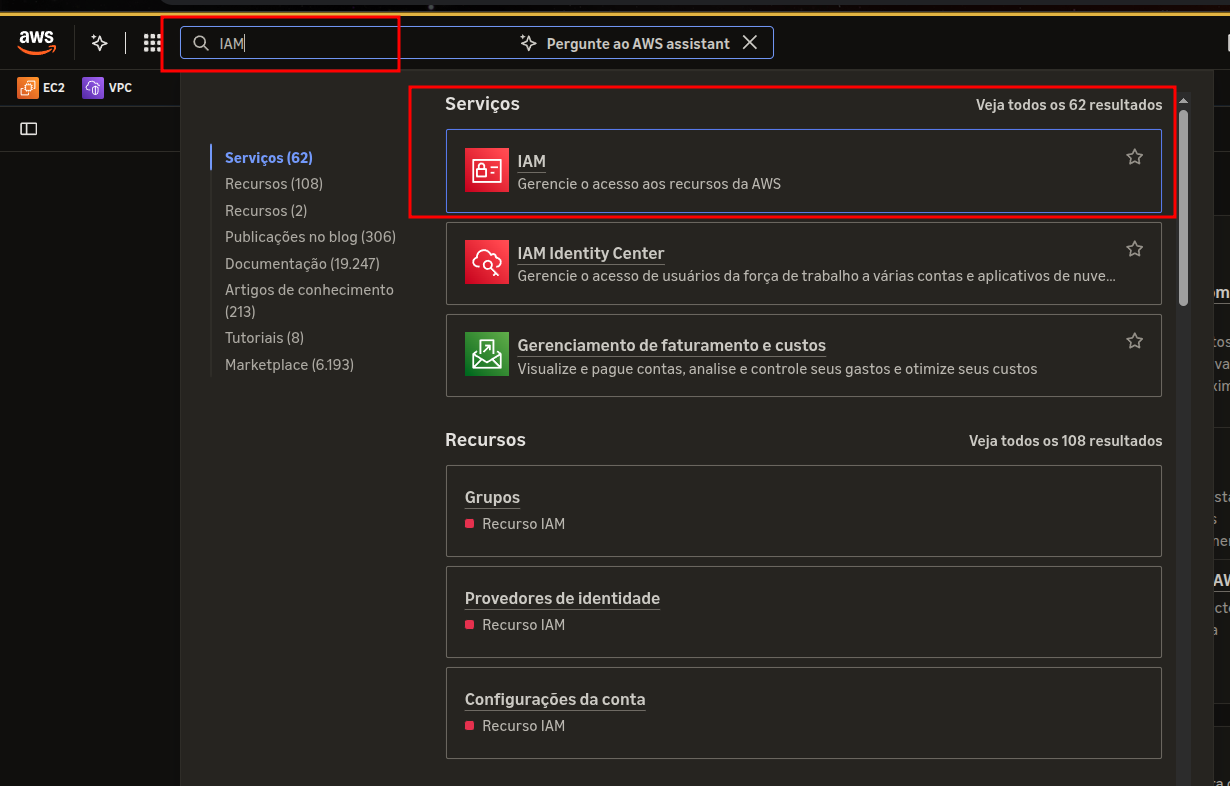 aws
IAM
Pergunte ao AWS assistant
EC2
VPC
Serviços (62)
Recursos (108)
Recursos (2)
Publicações no blog (306)
Documentação (19.247)
Artigos de conhecimento
(213)
Tutoriais (8)
Marketplace (6.193)
Serviços
Veja todos os 62 resultados
IAM
Gerencie o acesso aos recursos da AWS
IAM Identity Center
Gerencie o acesso de usuários da força de trabalho a várias contas e aplicativos de nuve...
Gerenciamento de faturamento e custos
Visualize e pague contas, analise e controle seus gastos e otimize seus custos
Recursos
Veja todos os 108 resultados
Grupos
Recurso IAM
Provedores de identidade
Recurso IAM
Configurações da conta
Recurso IAM